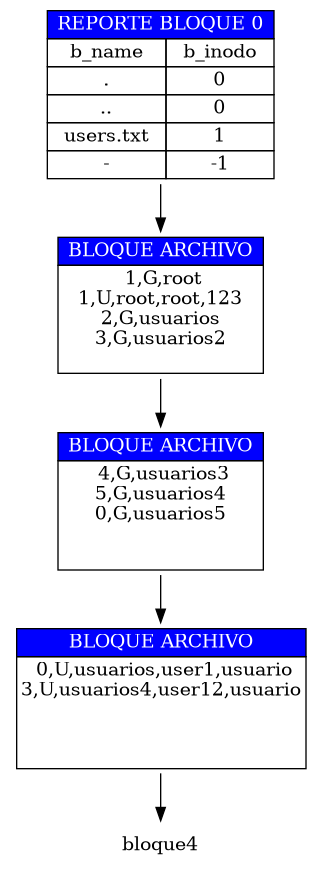 REPORTE BLOQUE 0
b_name b_inodo
. 0
.. 0
users.txt 1
- -1
BLOQUE ARCHIVO
1,G,root
1,U,root,root,123
2,G,usuarios
3,G,usuarios2
BLOQUE ARCHIVO
4,G,usuarios3
5,G,usuarios4
0,G,usuarios5
BLOQUE ARCHIVO
0,U,usuarios,user1,usuario
3,U,usuarios4,user12,usuario
bloque4